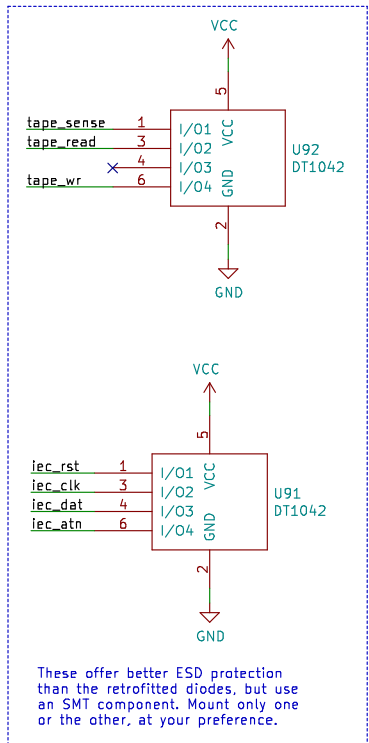 VCC
5
tape_sense 1 I/O1 VCC
tape_read 3 I/O2 U92
4 I/O3 DT1042
tape_wr 6 I/O4 GND
2
GND
VCC
5
iec_rst 1 I/O1 VCC
iec_clk 3 I/O2 U91
iec_dat 4 I/O3 DT1042
iec_atn 6 I/O4 GND
2
GND
These offer better ESD protection
than the retrofitted diodes, but use
an SMT component. Mount only one
or the other, at your preference.